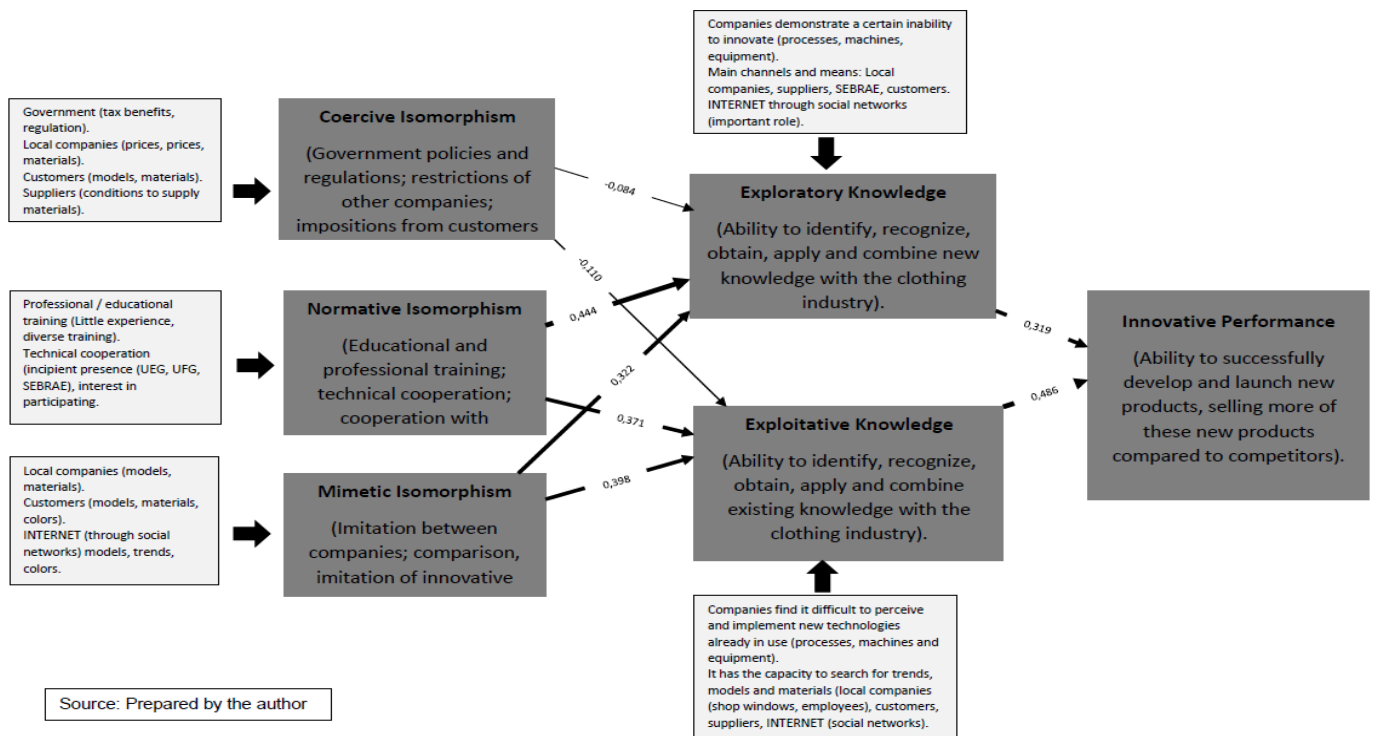 Government (tax benefits,
regulation).
Local companies (prices, prices,
materials).
Customers (models, materials).
Suppliers (conditions to supply
materials).
Coercive Isomorphism
(Government policies and
regulations; restrictions of
other companies;
impositions from customers
Professional / educational
training (Little experience,
diverse training).
Technical cooperation
(incipient presence (UEG, UFG,
SEBRAE), interest in
participating.
Normative Isomorphism
(Educational and
professional training;
technical cooperation;
cooperation with
Local companies (models,
materials).
Customers (models, materials,
colors).
INTERNET (through social
networks) models, trends,
colors.
Mimetic Isomorphism
(Imitation between
companies; comparison,
imitation of innovative
-0,084
-0,110
0,444
0,322
0,371
0,398
Companies demonstrate a certain inability
to innovate (processes, machines,
equipment).
Main channels and means: Local
companies, suppliers, SEBRAE, customers.
INTERNET through social networks
(important role).
Exploratory Knowledge
(Ability to identify, recognize,
obtain, apply and combine new
knowledge with the clothing
industry).
Exploitative Knowledge
(Ability to identify, recognize,
obtain, apply and combine
existing knowledge with the
clothing industry).
Companies find it difficult to perceive
and implement new technologies
already in use (processes, machines and
equipment).
It has the capacity to search for trends,
models and materials (local companies
(shop windows, employees), customers,
suppliers, INTERNET (social networks).
0,319
0,486
Innovative Performance
(Ability to successfully
develop and launch new
products, selling more of
these new products
compared to competitors).
Source: Prepared by the author